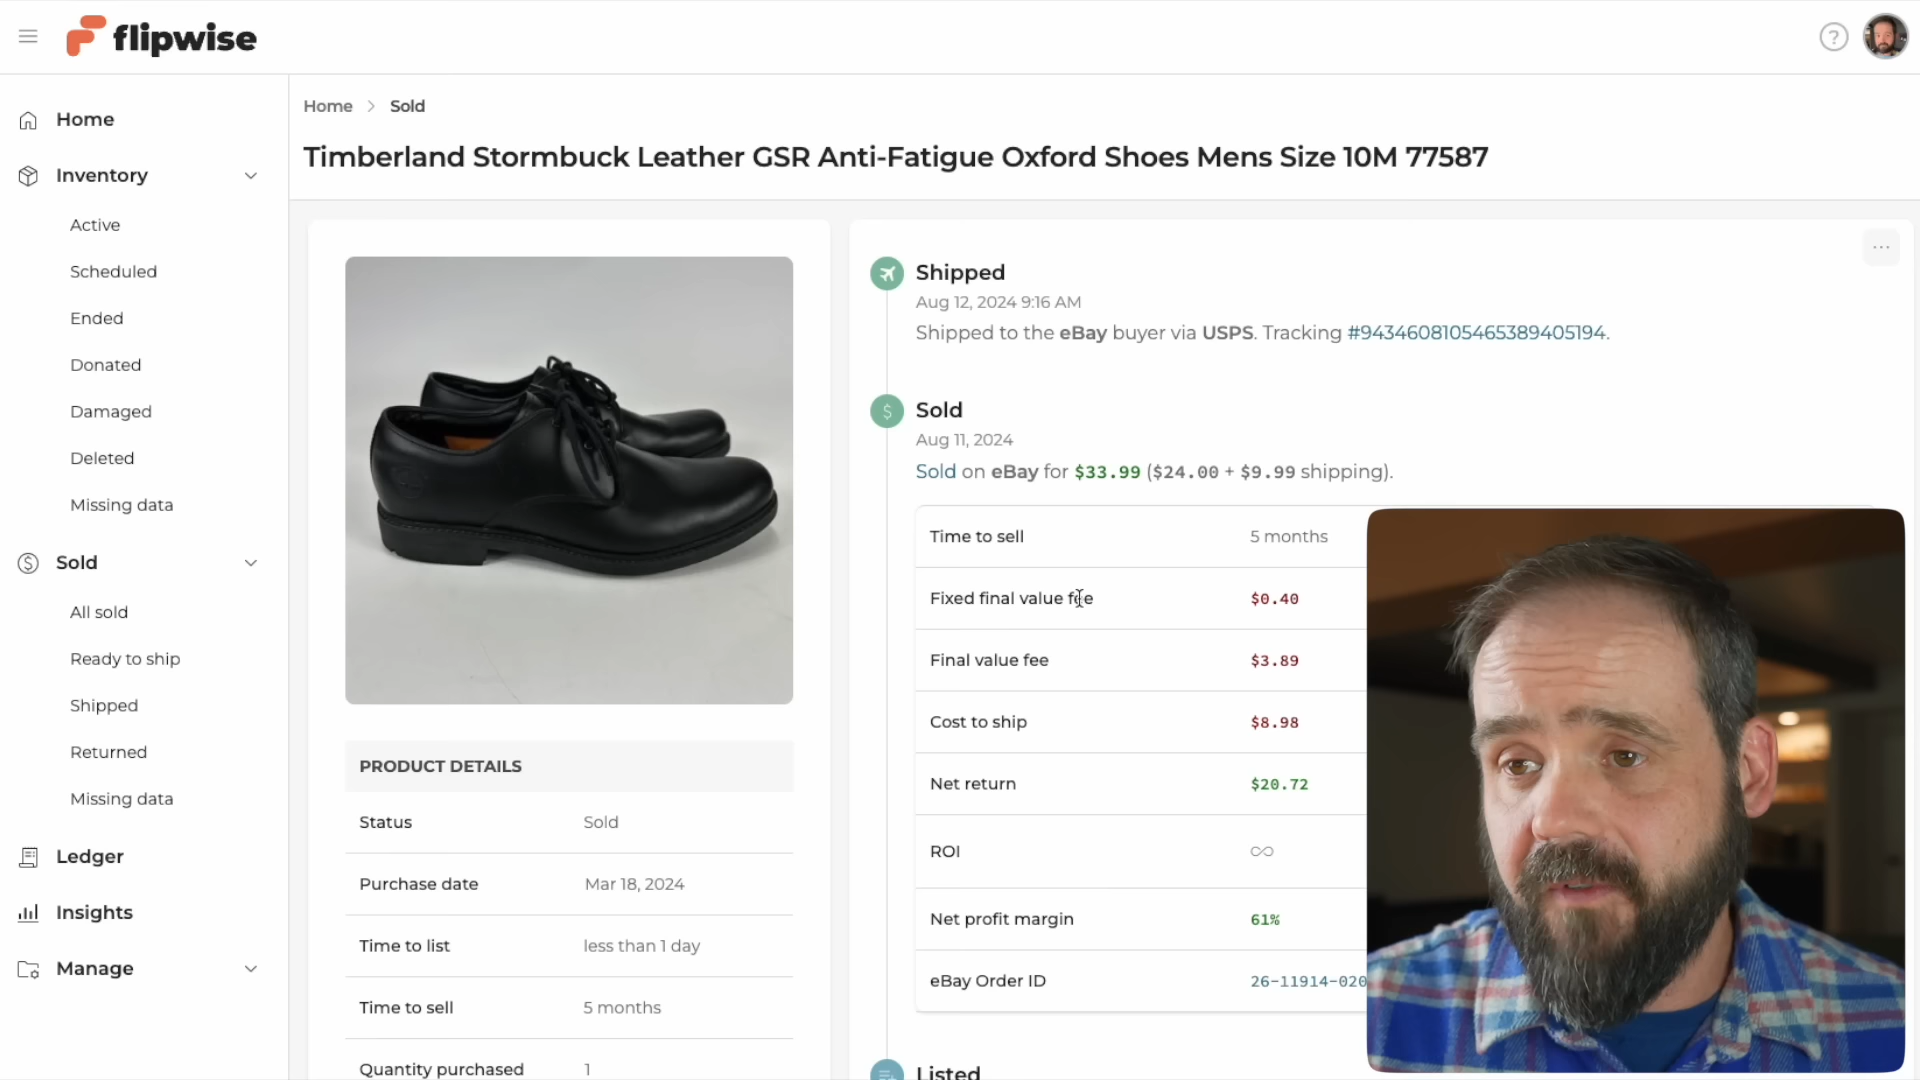 flipwise
?
Home
Inventory
Active
Scheduled
Ended
Donated
Damaged
Deleted
Missing data
Sold
All sold
Ready to ship
Shipped
Returned
Missing data
Ledger
Insights
Manage
Home > Sold
Timberland Stormbuck Leather GSR Anti-Fatigue Oxford Shoes Mens Size 10M 77587
PRODUCT DETAILS
Status Sold
Purchase date Mar 18, 2024
Time to list less than 1 day
Time to sell 5 months
Quantity purchased 1
Shipped
Aug 12, 2024 9:16 AM
Shipped to the eBay buyer via USPS. Tracking #9434608105465389405194.
$
Sold
Aug 11, 2024
Sold on eBay for $33.99 ($24.00 + $9.99 shipping).
Time to sell 5 months
Fixed final value fee $0.40
Final value fee $3.89
Cost to ship $8.98
Net return $20.72
ROI ∞
Net profit margin 61%
eBay Order ID 26-11914-020
Listed